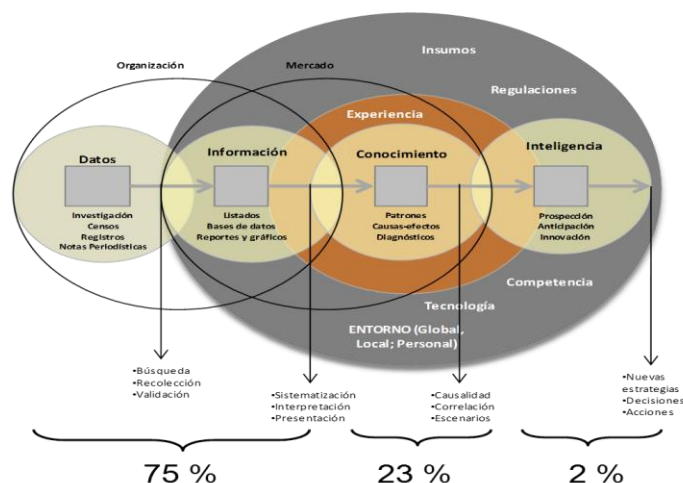 Insumos
Organización
Mercado
Regulaciones
Experiencia
Datos
Información
Conocimiento
Inteligencia
Investigación
Censos
Registros
Notas Periodísticas
Listados
Bases de datos
Reportes y gráficos
Patrones
Causas-efectos
Diagnósticos
Prospección
Anticipación
Innovación
Competencia
Tecnología
ENTORNO (Global,
Local; Personal)
•Búsqueda
•Recolección
•Validación
•Sistematización
•Interpretación
•Presentación
•Causalidad
•Correlación
•Escenarios
•Nuevas
estrategias
•Decisiones
•Acciones
75 %
23 %
2 %